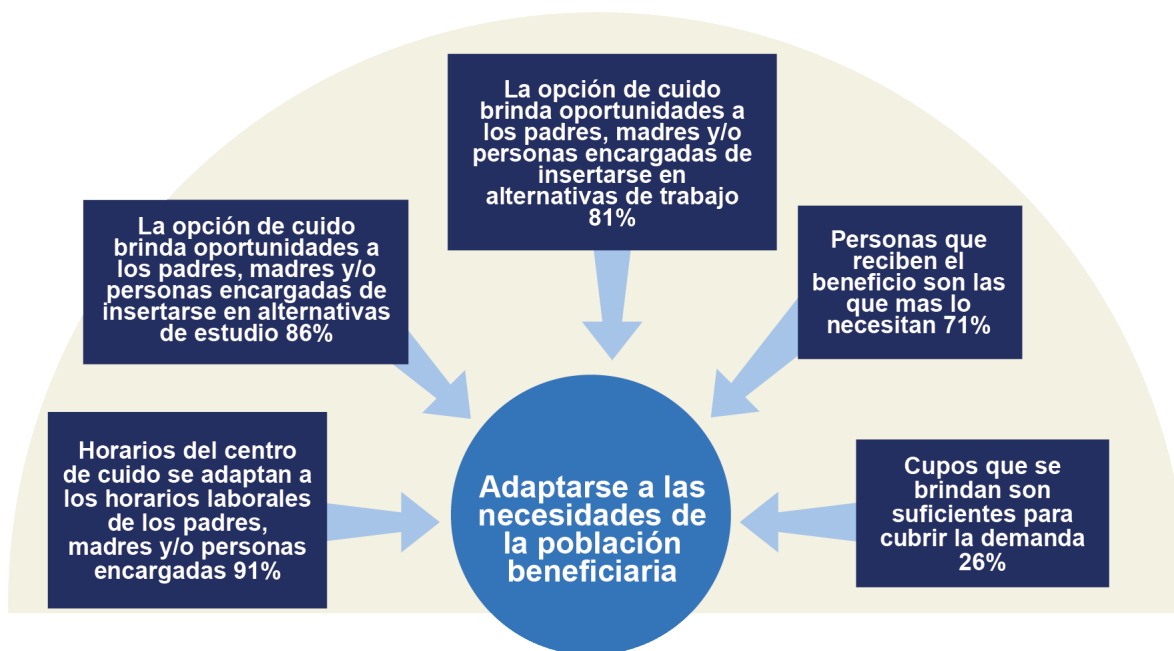 La opción de cuido
brinda oportunidades a
los padres, madres y/o
personas encargadas de
insertarse en
alternativas de trabajo
81%
La opción de cuido
brinda oportunidades a
los padres, madres y/o
personas encargadas de
insertarse en alternativas
de estudio 86%
Personas que
reciben el
beneficio son las
que mas lo
necesitan 71%
Horarios del centro
de cuido se adaptan a
los horarios laborales
de los padres,
madres y/o personas
encargadas 91%
Cupos que se
brindan son
suficientes para
cubrir la demanda
26%
Adaptarse a las
necesidades de
la población
beneficiaria